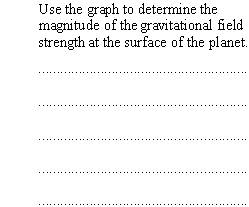 Use the graph to determine the
magnitude of the gravitational field
strength at the surface of the planet.